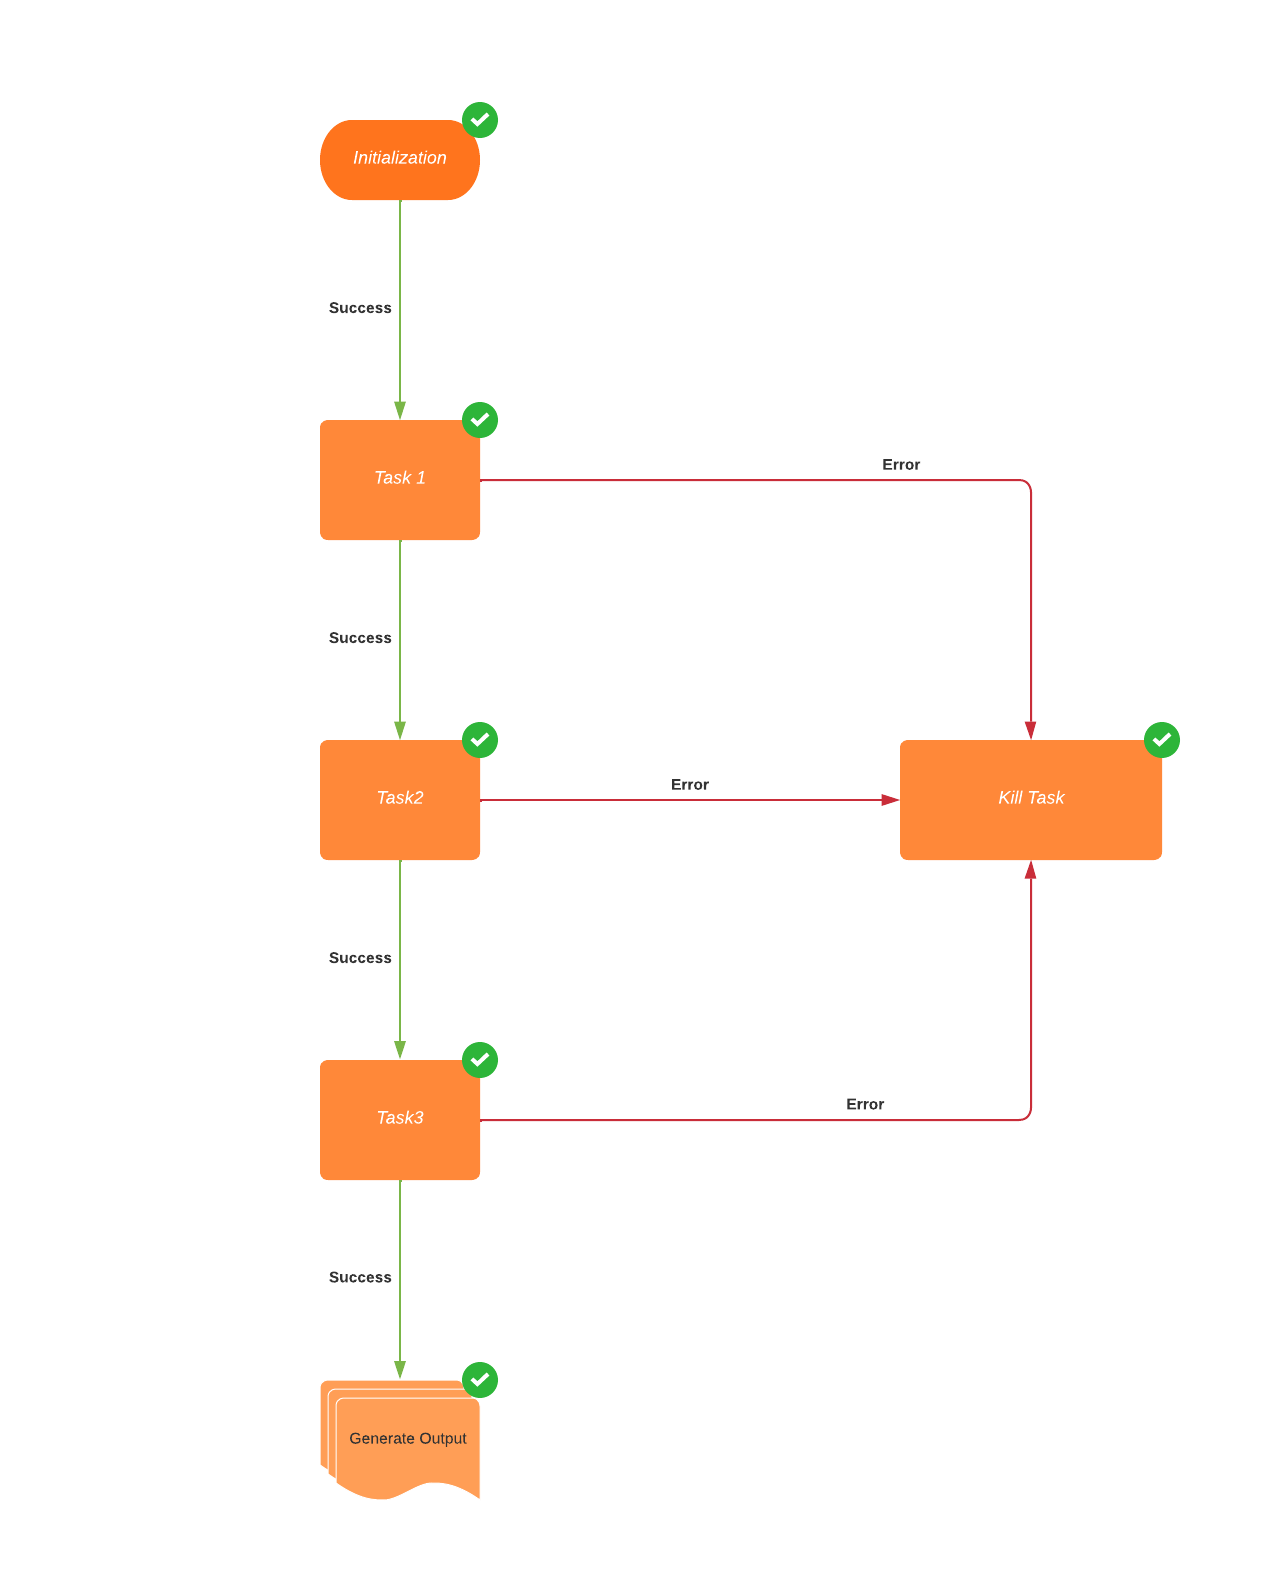 Initialization
Success
Task 1
Error
Success
Task2
Error
Kill Task
Success
Task3
Error
Success
Generate Output